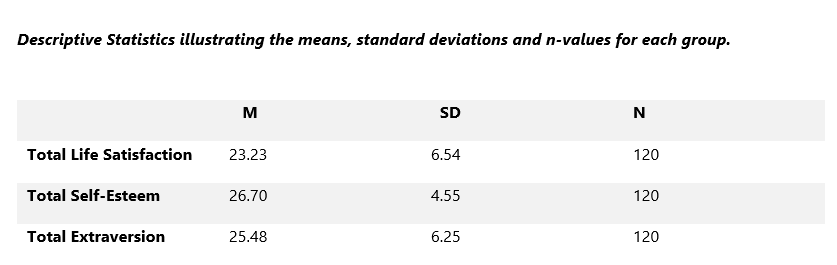 Descriptive Statistics illustrating the means, standard deviations and n-values for each group.
M SD N
Total Life Satisfaction 23.23 6.54 120
Total Self-Esteem 26.70 4.55 120
Total Extraversion 25.48 6.25 120